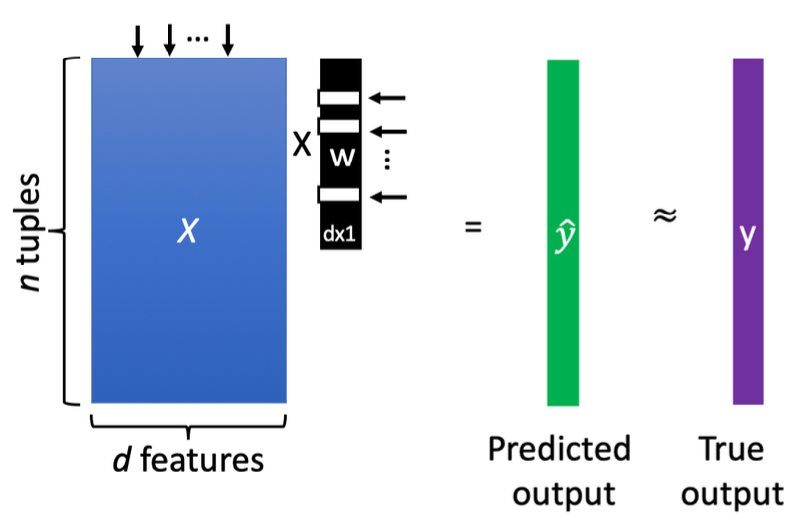 ...
n tuples
X
X
w
...
dx1
=
ŷ
≈
y
d features
Predicted
output
True
output